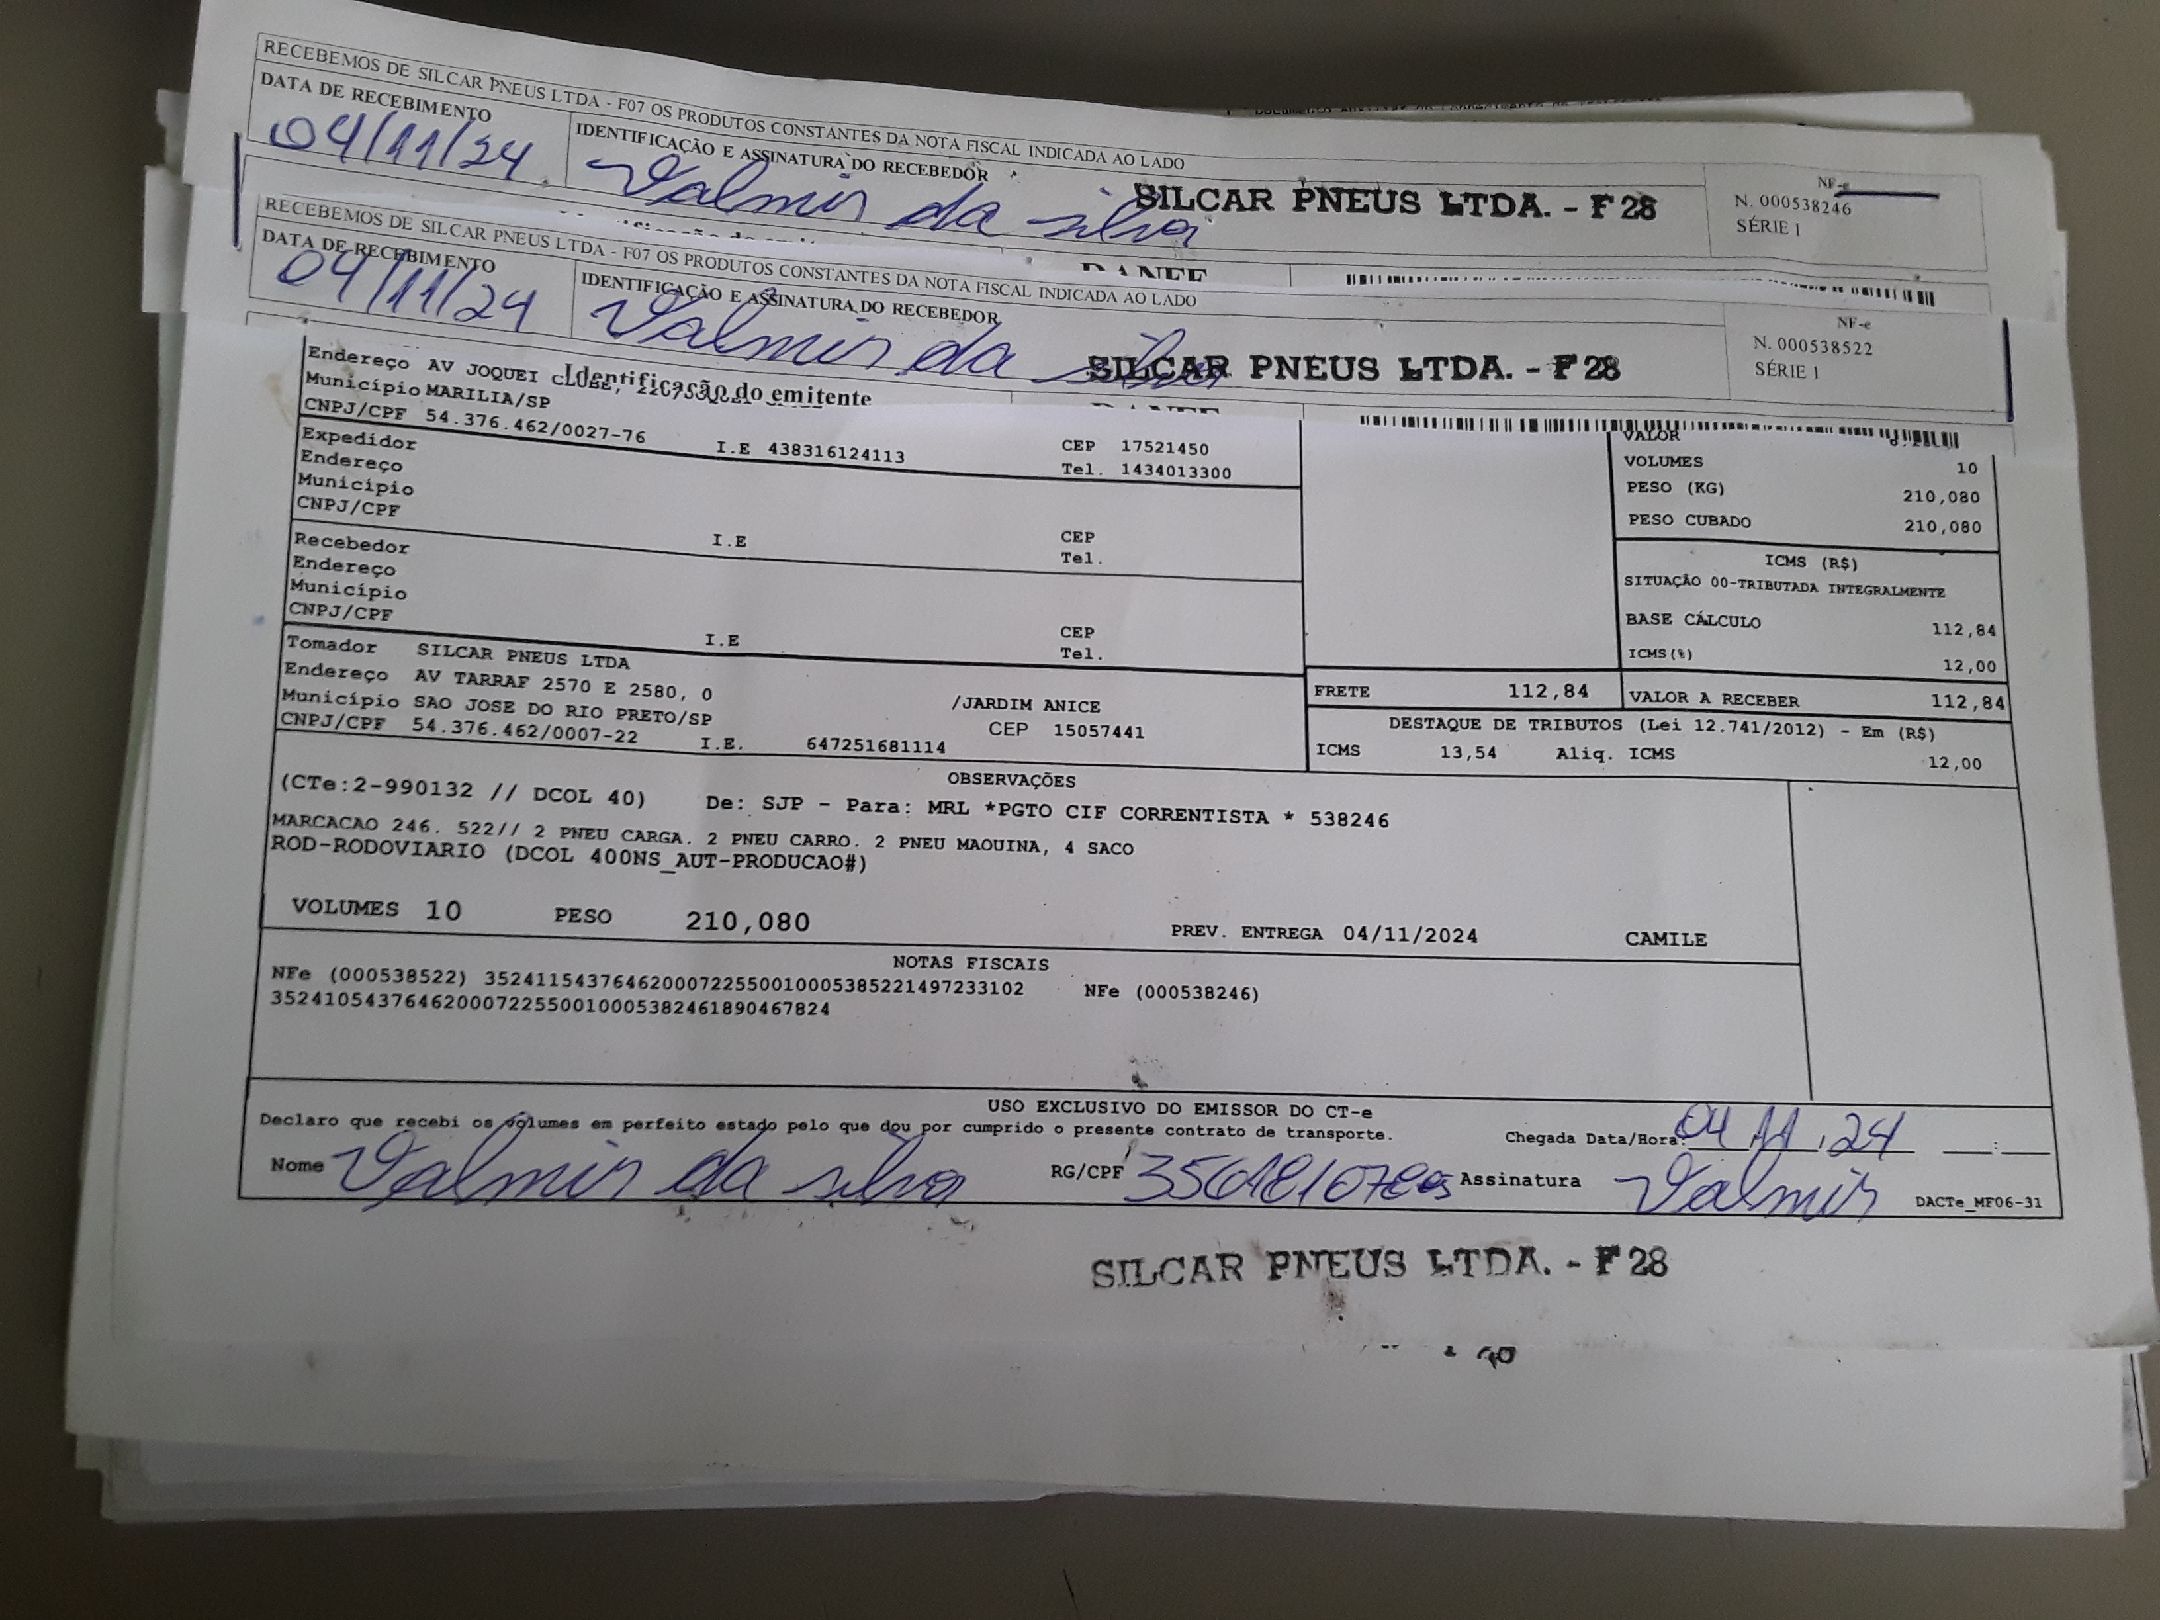 RECEBEMOS DE SILCAR PNEUS LTDA - F07 OS PRODUTOS CONSTANTES DA NOTA FISCAL INDICADA AO LADO
DATA DE RECEBIMENTO
04/11/24
IDENTIFICAÇÃO E ASSINATURA DO RECEBEDOR
Valmir da silva
SILCAR PNEUS LTDA. - F 28
NF-e
N. 000538246
SÉRIE 1
RECEBEMOS DE SILCAR PNEUS LTDA - F07 OS PRODUTOS CONSTANTES DA NOTA FISCAL INDICADA AO LADO
DATA DE RECEBIMENTO
04/11/24
IDENTIFICAÇÃO E ASSINATURA DO RECEBEDOR
Valmir da silva
SILCAR PNEUS LTDA. - F 28
NF-e
N. 000538522
SÉRIE 1
Identificação do emitente
Endereço AV JOQUEI
Município MARILIA/SP
CNPJ/CPF 54.376.462/0027-76 I.E 438316124113
CEP 17521450
Tel. 1434013300
Expedidor
Endereço
Município
CNPJ/CPF I.E CEP
Tel.
Recebedor
Endereço
Município
CNPJ/CPF I.E CEP
Tel.
Tomador SILCAR PNEUS LTDA
Endereço AV TARRAF 2570 E 2580, 0 /JARDIM ANICE
Município SAO JOSE DO RIO PRETO/SP CEP 15057441
CNPJ/CPF 54.376.462/0007-22 I.E. 647251681114
VALOR
VOLUMES 10
PESO (KG) 210,080
PESO CUBADO 210,080
ICMS (R$)
SITUAÇÃO 00-TRIBUTADA INTEGRALMENTE
BASE CÁLCULO 112,84
ICMS(%) 12,00
FRETE 112,84 VALOR A RECEBER 112,84
DESTAQUE DE TRIBUTOS (Lei 12.741/2012) - Em (R$)
ICMS 13,54 Aliq. ICMS 12,00
OBSERVAÇÕES
(CTe:2-990132 // DCOL 40) De: SJP - Para: MRL *PGTO CIF CORRENTISTA * 538246
MARCACAO 246. 522// 2 PNEU CARGA. 2 PNEU CARRO. 2 PNEU MAQUINA, 4 SACO
ROD-RODOVIARIO (DCOL 400NS_AUT-PRODUCAO#)
VOLUMES 10 PESO 210,080 PREV. ENTREGA 04/11/2024 CAMILE
NOTAS FISCAIS
NFe (000538522) 35241154376462000722550010005385221497233102 NFe (000538246)
35241054376462000722550010005382461890467824
USO EXCLUSIVO DO EMISSOR DO CT-e
Declaro que recebi os volumes em perfeito estado pelo que dou por cumprido o presente contrato de transporte.
Chegada Data/Hora: 04 11 24 :
Nome Valmir da silva RG/CPF Assinatura Valmir
DACTe_MF06-31
SILCAR PNEUS LTDA. - F 28